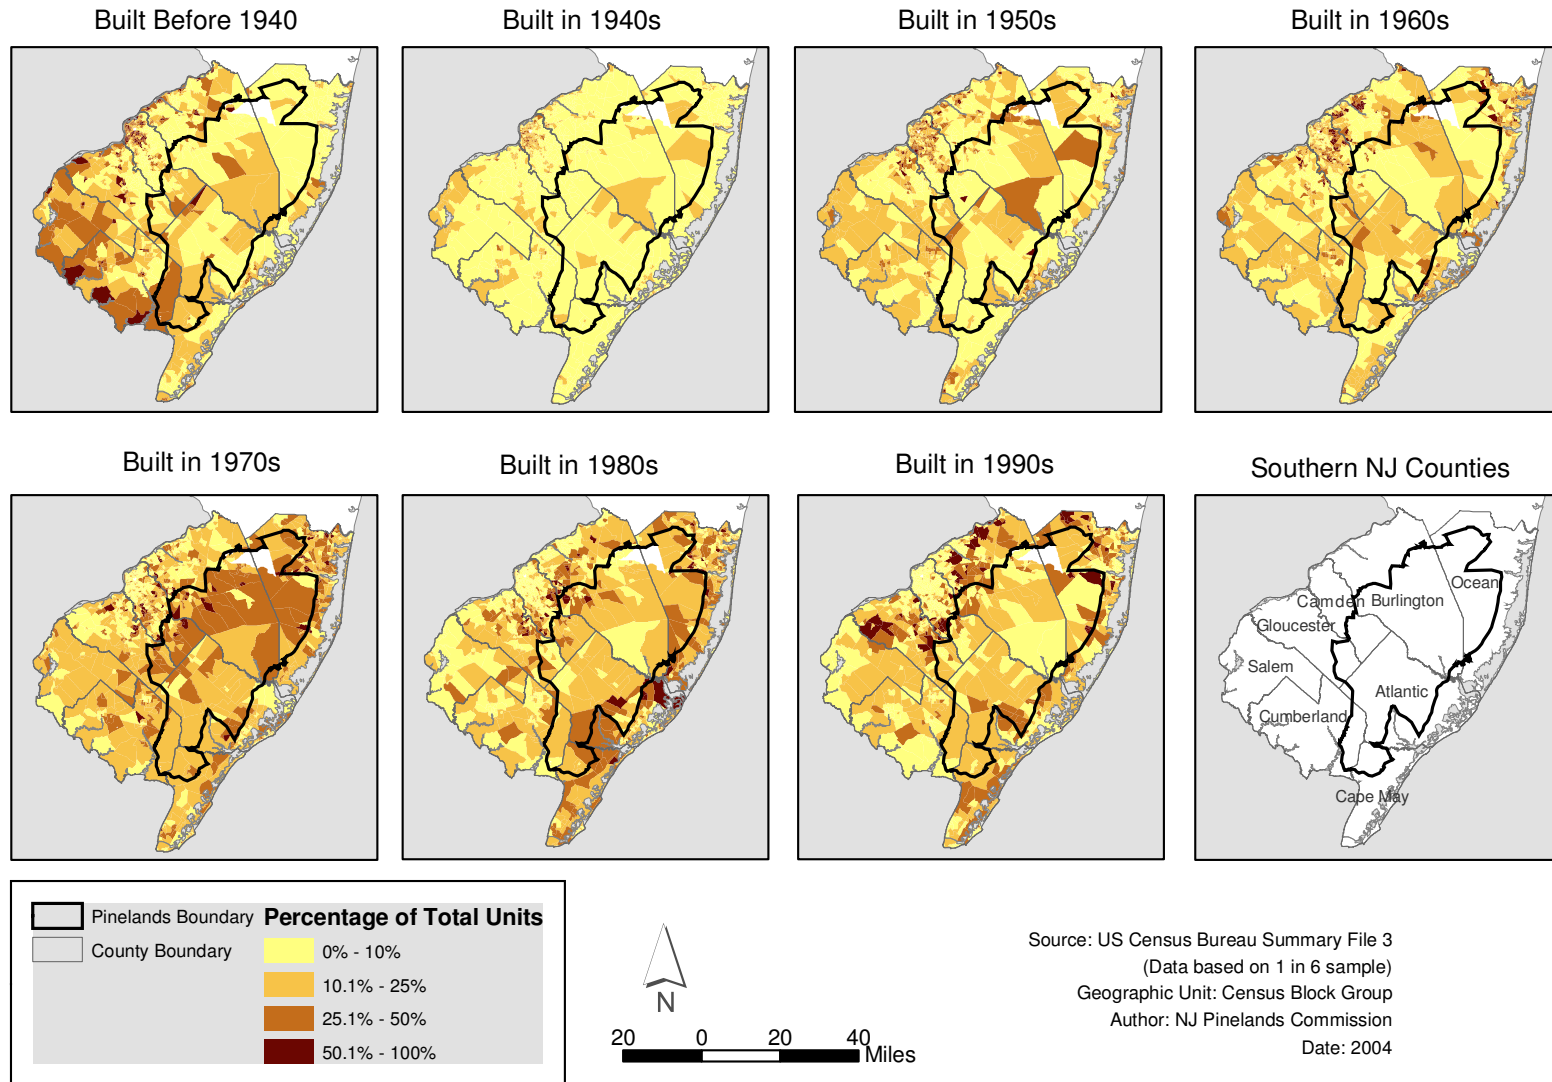 Built Before 1940
Built in 1940s
Built in 1950s
Built in 1960s
Built in 1970s
Built in 1980s
Built in 1990s
Southern NJ Counties
Ocean
Camden
Burlington
Gloucester
Salem
Atlantic
Cumberland
Cape May
Pinelands Boundary
County Boundary
Percentage of Total Units
0% - 10%
10.1% - 25%
25.1% - 50%
50.1% - 100%
N
20 0 20 40
Miles
Source: US Census Bureau Summary File 3
(Data based on 1 in 6 sample)
Geographic Unit: Census Block Group
Author: NJ Pinelands Commission
Date: 2004